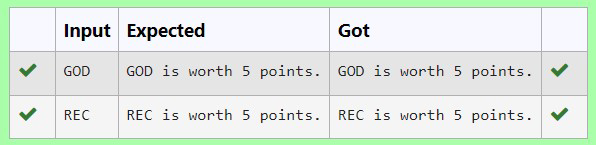 Input Expected Got
GOD GOD is worth 5 points. GOD is worth 5 points.
REC REC is worth 5 points. REC is worth 5 points.